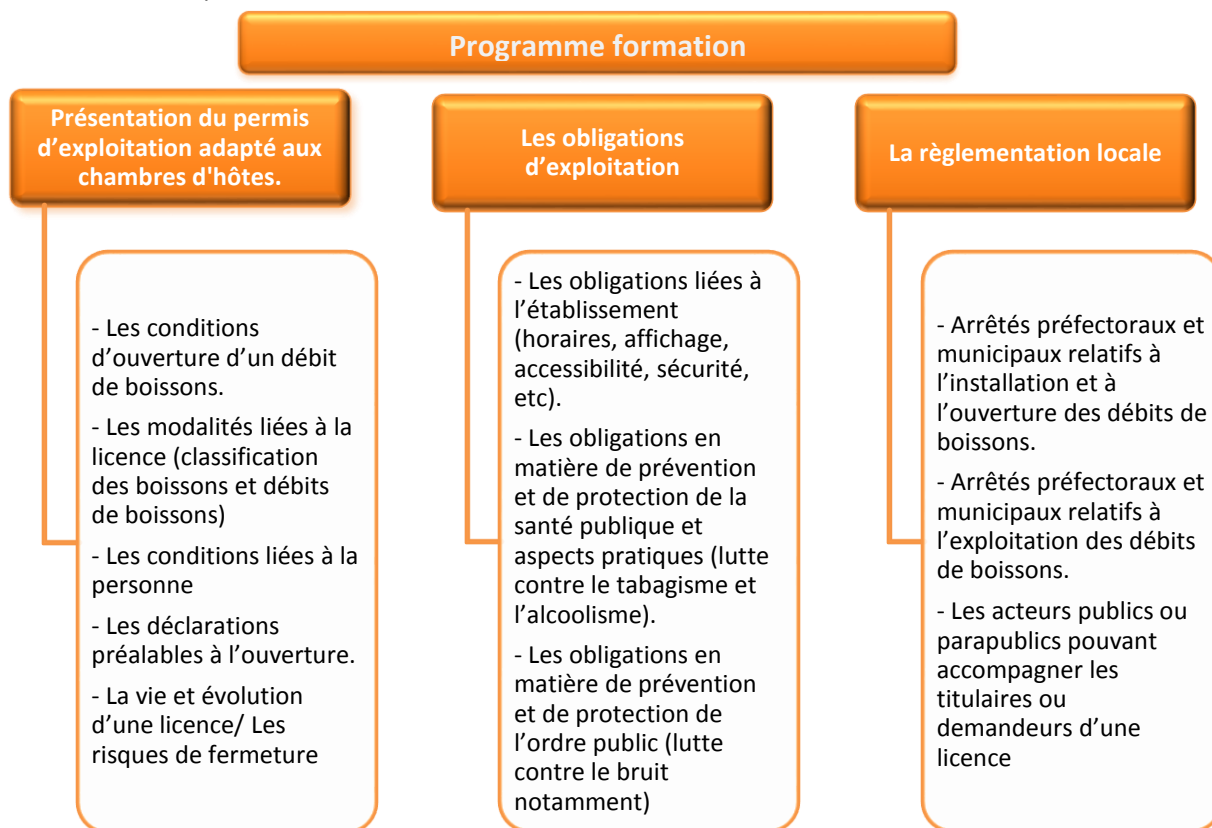 Programme formation
Présentation du permis
d'exploitation adapté aux
chambres d'hôtes.
- Les conditions
d'ouverture d'un débit
de boissons.
- Les modalités liées à la
licence (classification
des boissons et débits
de boissons)
- Les conditions liées à la
personne
- Les déclarations
préalables à l'ouverture.
- La vie et évolution
d'une licence/ Les
risques de fermeture
Les obligations
d'exploitation
- Les obligations liées à
l'établissement
(horaires, affichage,
accessibilité, sécurité,
etc).
- Les obligations en
matière de prévention
et de protection de la
santé publique et
aspects pratiques (lutte
contre le tabagisme et
l'alcoolisme).
- Les obligations en
matière de prévention
et de protection de
l'ordre public (lutte
contre le bruit
notamment)
La règlementation locale
- Arrêtés préfectoraux et
municipaux relatifs à
l'installation et à
l'ouverture des débits de
boissons.
- Arrêtés préfectoraux et
municipaux relatifs à
l'exploitation des débits
de boissons.
- Les acteurs publics ou
parapublics pouvant
accompagner les
titulaires ou
demandeurs d'une
licence